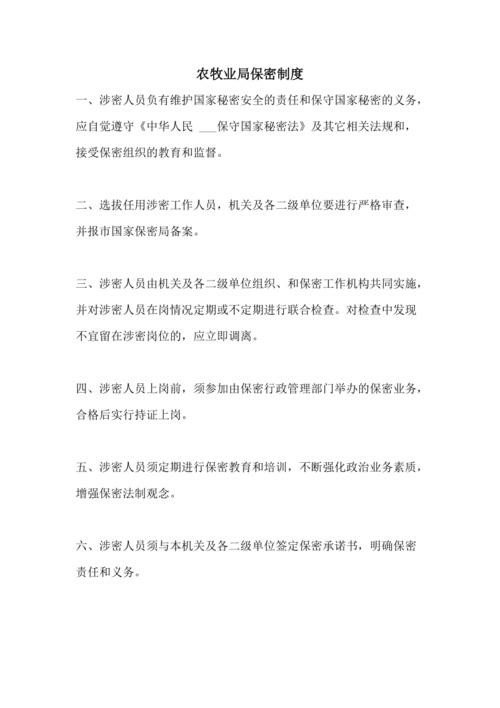 农牧业局保密制度
一、涉密人员负有维护国家秘密安全的责任和保守国家秘密的义务，
应自觉遵守《中华人民 ___保守国家秘密法》及其它相关法规和，
接受保密组织的教育和监督。
二、选拔任用涉密工作人员，机关及各二级单位要进行严格审查，
并报市国家保密局备案。
三、涉密人员由机关及各二级单位组织、和保密工作机构共同实施，
并对涉密人员在岗情况定期或不定期进行联合检查。对检查中发现
不宜留在涉密岗位的，应立即调离。
四、涉密人员上岗前，须参加由保密行政管理部门举办的保密业务，
合格后实行持证上岗。
五、涉密人员须定期进行保密教育和培训，不断强化政治业务素质，
增强保密法制观念。
六、涉密人员须与本机关及各二级单位签定保密承诺书，明确保密
责任和义务。